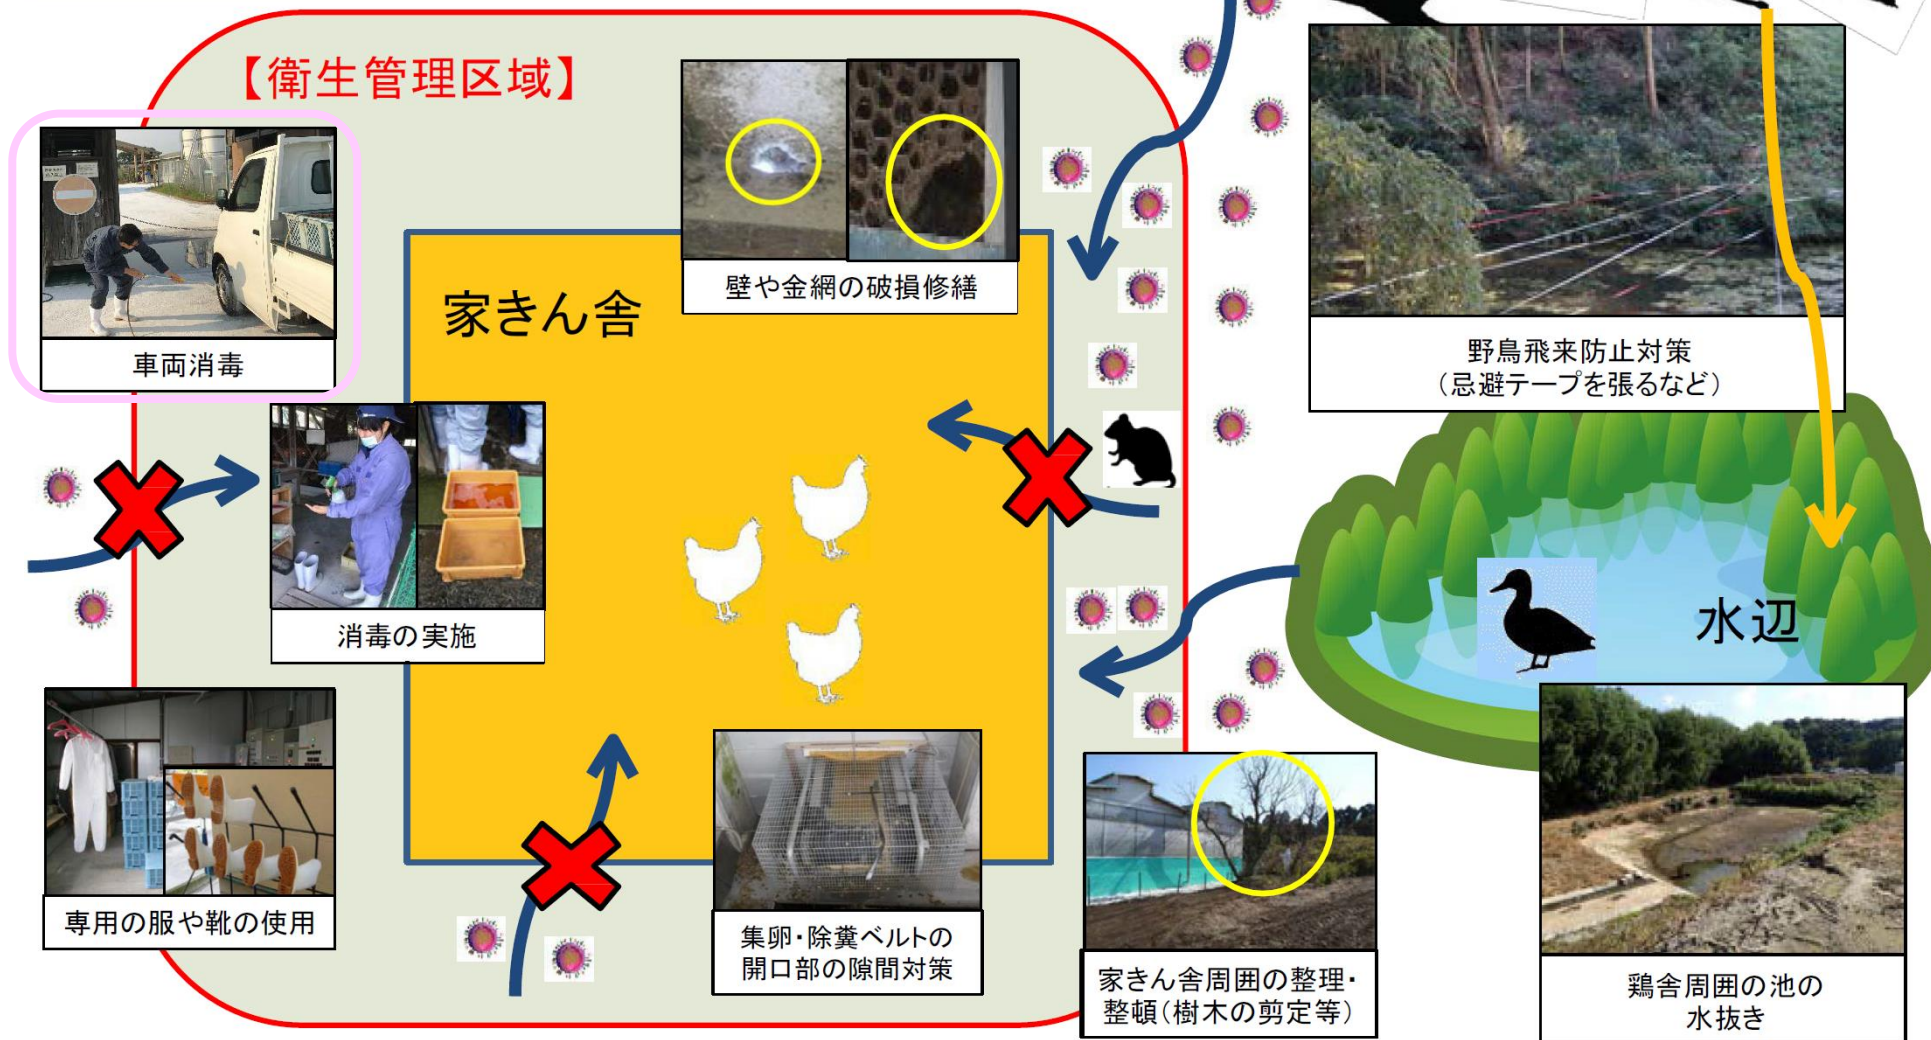 【衛生管理区域】
車両消毒
壁や金網の破損修繕
家きん舎
野鳥飛来防止対策
（忌避テープを張るなど）
消毒の実施
水辺
専用の服や靴の使用
集卵・除糞ベルトの
開口部の隙間対策
家きん舎周囲の整理・
整頓（樹木の剪定等）
鶏舎周囲の池の
水抜き